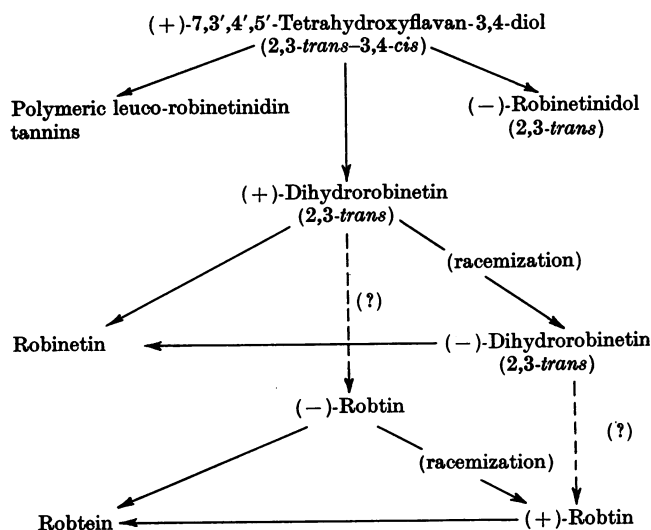 (+)-7,3′,4′,5′-Tetrahydroxyflavan-3,4-diol
(2,3-trans–3,4-cis)
Polymeric leuco-robinetinidin
tannins
(−)-Robinetinidol
(2,3-trans)
(+)-Dihydrorobinetin
(2,3-trans)
(racemization)
(?)
Robinetin
(−)-Dihydrorobinetin
(2,3-trans)
(−)-Robtin
(?)
(racemization)
Robtein
(+)-Robtin